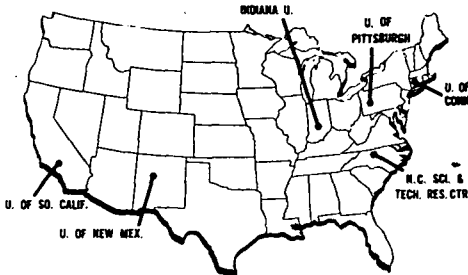 INDIANA U.
U. OF
PITTSBURGH
U. OF
CONN
N.C. SCI. &
TECH. RES. CTR
U. OF SO. CALIF.
U. OF NEW MEX.